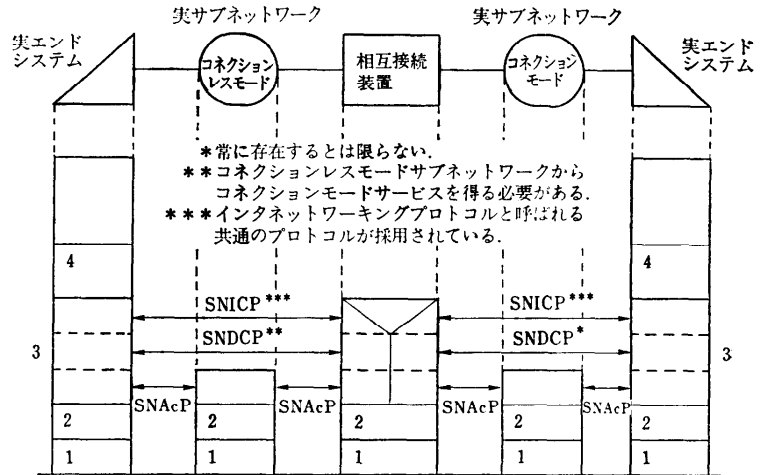 実サブネットワーク
実サブネットワーク
実エンド
システム
コネクション
レスモード
相互接続
装置
コネクション
モード
実エンド
システム
*常に存在するとは限らない.
**コネクションレスモードサブネットワークから
コネクションモードサービスを得る必要がある.
***インタネットワーキングプロトコルと呼ばれる
共通のプロトコルが採用されている.
4
4
SNICP***
SNICP***
SNDCP**
SNDCP*
3
3
SNAcP
SNAcP
SNAcP
SNAcP
2
2
2
2
2
1
1
1
1
1